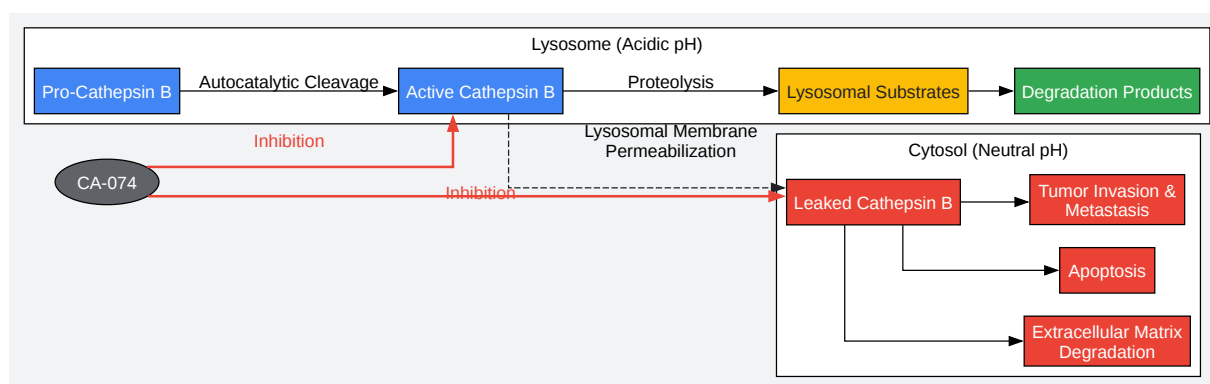 Lysosome (Acidic pH)
Pro-Cathepsin B
Autocatalytic Cleavage
Active Cathepsin B
Proteolysis
Lysosomal Substrates
Degradation Products
Inhibition
Lysosomal Membrane
Permeabilization
CA-074
Inhibition
Cytosol (Neutral pH)
Leaked Cathepsin B
Tumor Invasion &
Metastasis
Apoptosis
Extracellular Matrix
Degradation